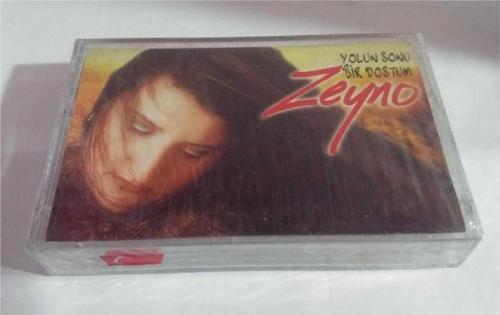 YOLUN SONU
BİR DOSTUM
Zeyno